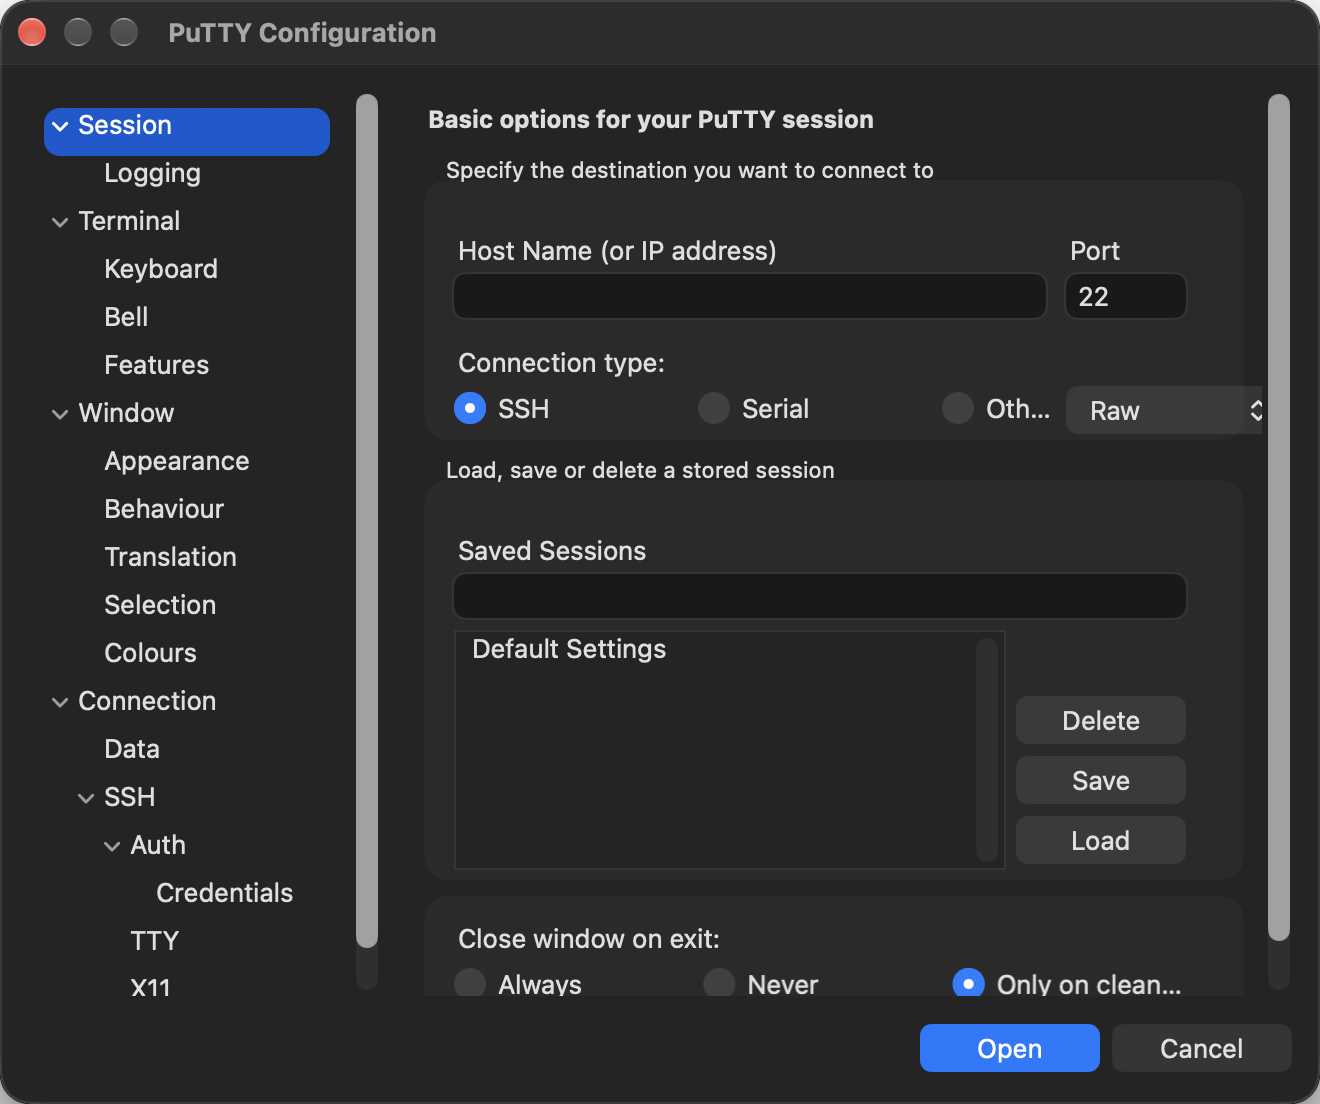 PuTTY Configuration
Session
Logging
Terminal
Keyboard
Bell
Features
Window
Appearance
Behaviour
Translation
Selection
Colours
Connection
Data
SSH
Auth
Credentials
TTY
X11
Basic options for your PuTTY session
Specify the destination you want to connect to
Host Name (or IP address) Port
22
Connection type:
SSH Serial Oth... Raw
Load, save or delete a stored session
Saved Sessions
Default Settings
Delete
Save
Load
Close window on exit:
Always Never Only on clean...
Open Cancel